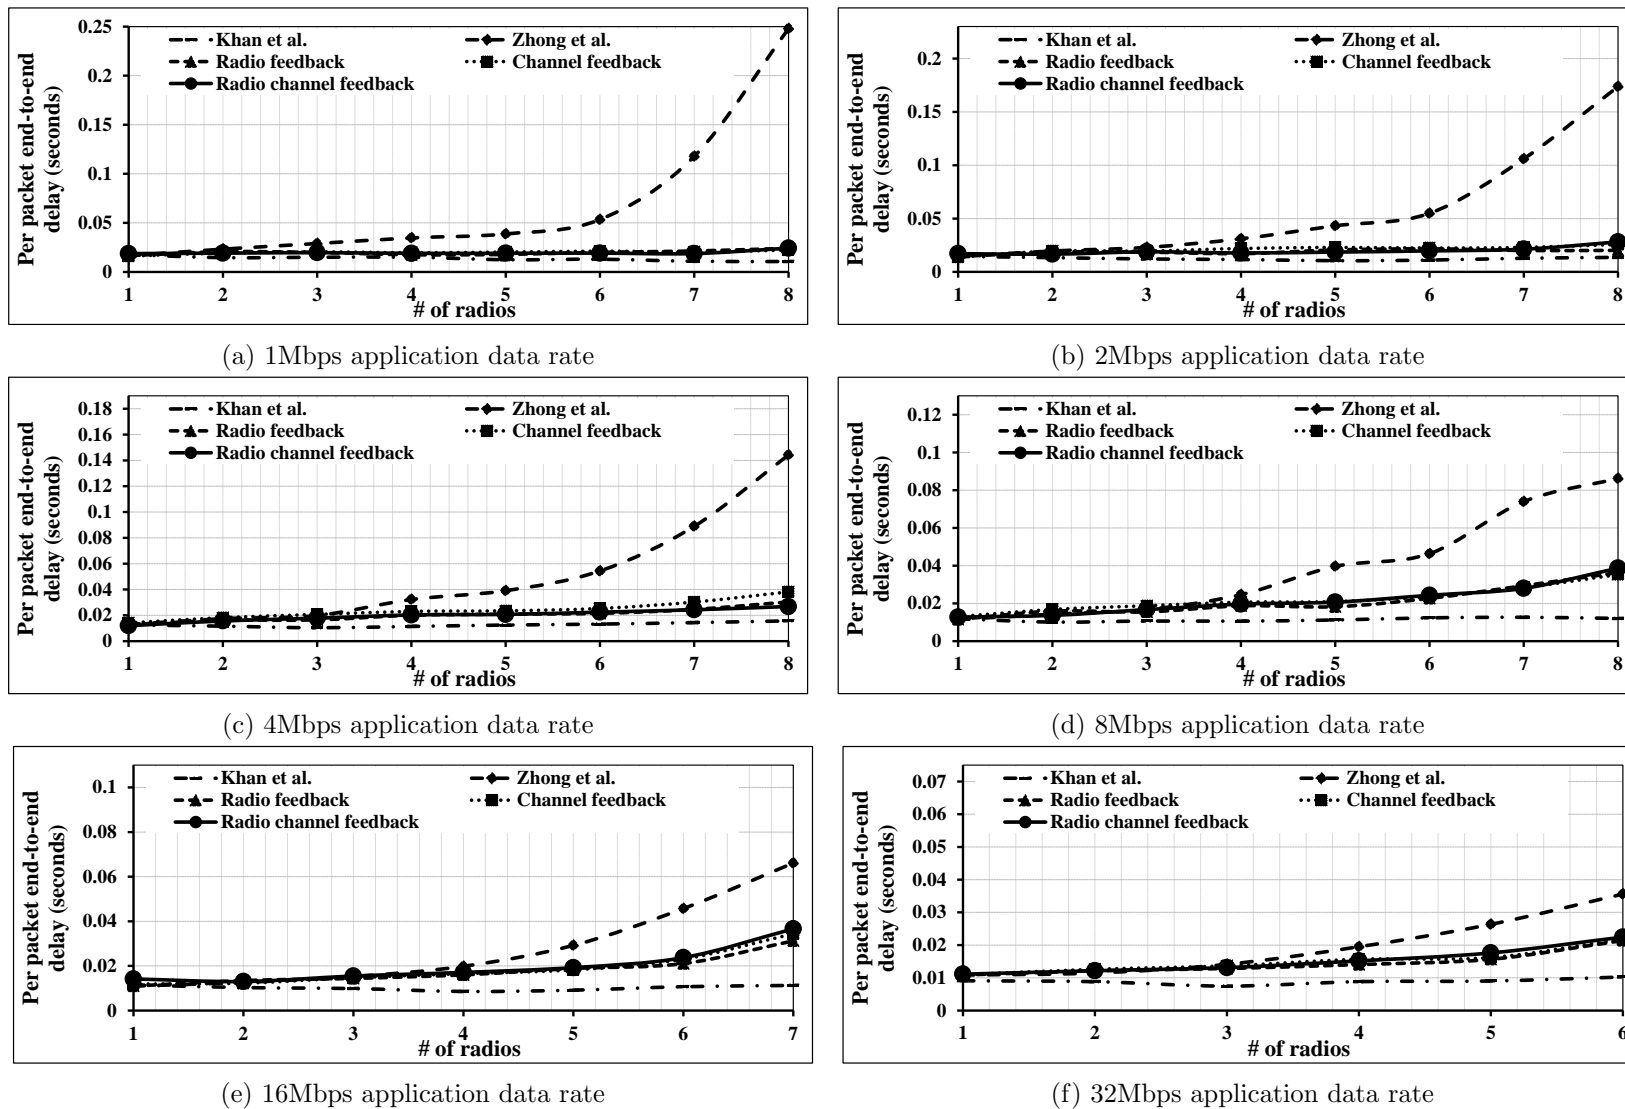 Per packet end-to-end
delay (seconds)
0.25
0.2
0.15
0.1
0.05
0
Khan et al.
Zhong et al.
Radio feedback
Channel feedback
Radio channel feedback
1 2 3 4 5 6 7 8
# of radios
(a) 1Mbps application data rate
Per packet end-to-end
delay (seconds)
0.2
0.15
0.1
0.05
0
Khan et al.
Zhong et al.
Radio feedback
Channel feedback
Radio channel feedback
1 2 3 4 5 6 7 8
# of radios
(b) 2Mbps application data rate
Per packet end-to-end
delay (seconds)
0.18
0.16
0.14
0.12
0.1
0.08
0.06
0.04
0.02
0
Khan et al.
Zhong et al.
Radio feedback
Channel feedback
Radio channel feedback
1 2 3 4 5 6 7 8
# of radios
(c) 4Mbps application data rate
Per packet end-to-end
delay (seconds)
0.12
0.1
0.08
0.06
0.04
0.02
0
Khan et al.
Zhong et al.
Radio feedback
Channel feedback
Radio channel feedback
1 2 3 4 5 6 7 8
# of radios
(d) 8Mbps application data rate
Per packet end-to-end
delay (seconds)
0.1
0.08
0.06
0.04
0.02
0
Khan et al.
Zhong et al.
Radio feedback
Channel feedback
Radio channel feedback
1 2 3 4 5 6 7
# of radios
(e) 16Mbps application data rate
Per packet end-to-end
delay (seconds)
0.07
0.06
0.05
0.04
0.03
0.02
0.01
0
Khan et al.
Zhong et al.
Radio feedback
Channel feedback
Radio channel feedback
1 2 3 4 5 6
# of radios
(f) 32Mbps application data rate